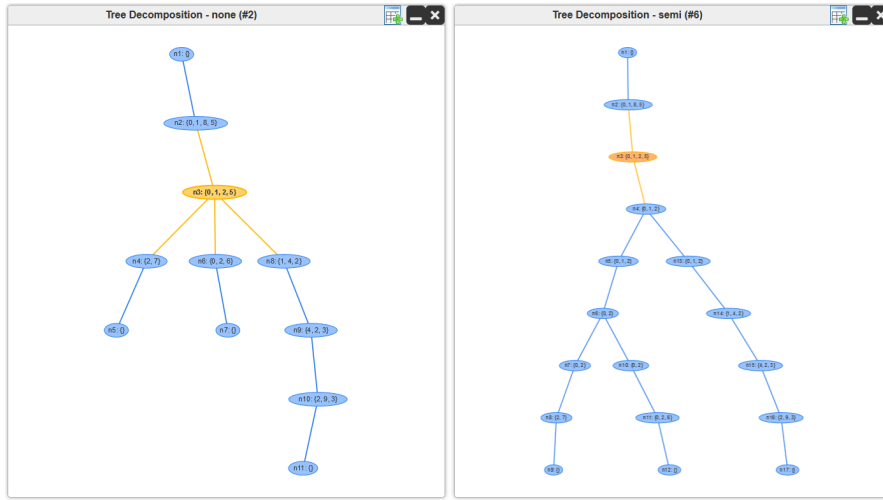 Tree Decomposition - none (#2)
n1: {}
n2: {0, 1, 8, 5}
n3: {0, 1, 2, 5}
n4: {2, 7}
n6: {0, 2, 6}
n8: {1, 4, 2}
n5: {}
n7: {}
n9: {4, 2, 3}
n10: {2, 9, 3}
n11: {}
Tree Decomposition - semi (#6)
n1: {}
n2: {0, 1, 8, 5}
n3: {0, 1, 2, 5}
n4: {0, 1, 2}
n5: {0, 1, 2}
n13: {0, 1, 2}
n6: {0, 2}
n14: {1, 4, 2}
n7: {0, 2}
n10: {0, 2}
n15: {4, 2, 3}
n8: {2, 7}
n11: {0, 2, 6}
n16: {2, 9, 3}
n9: {}
n12: {}
n17: {}